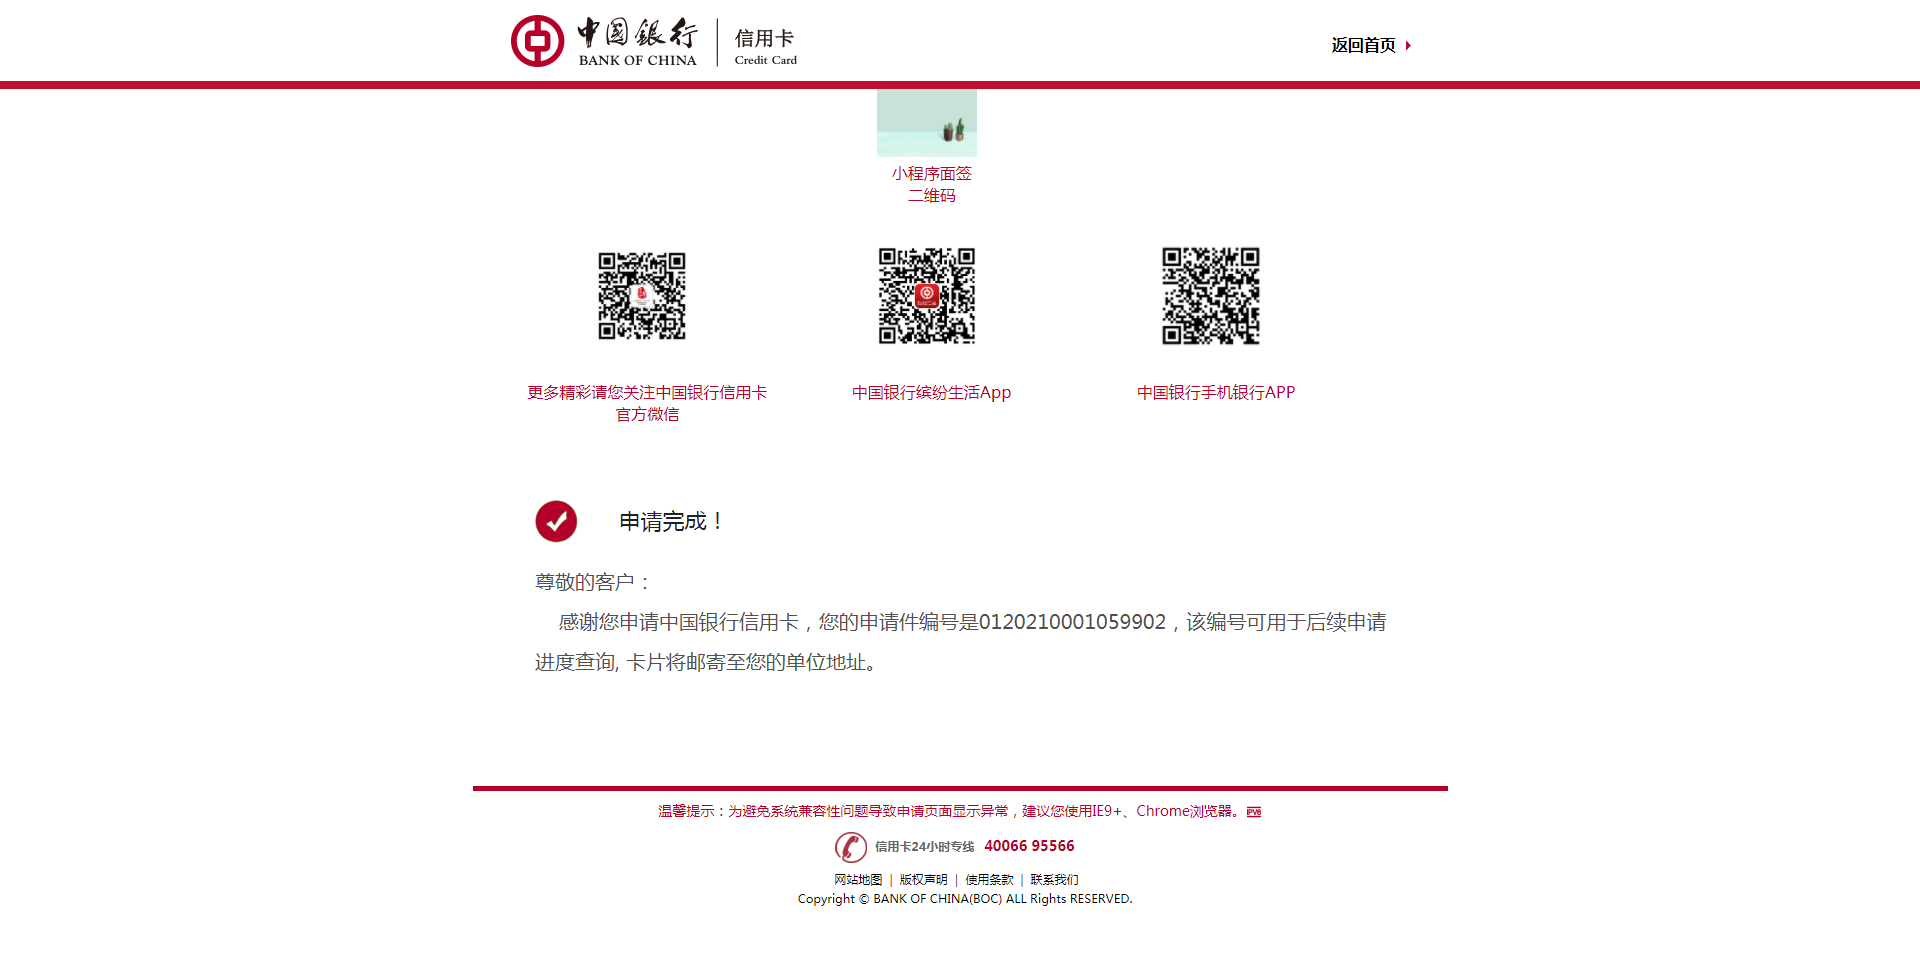 中国銀行
BANK OF CHINA
信用卡
Credit Card
返回首页
小程序面签
二维码
更多精彩请您关注中国银行信用卡
官方微信
中国银行缤纷生活App
中国银行手机银行APP
申请完成！
尊敬的客户：
感谢您申请中国银行信用卡，您的申请件编号是0120210001059902，该编号可用于后续申请
进度查询, 卡片将邮寄至您的单位地址。
温馨提示：为避免系统兼容性问题导致申请页面显示异常，建议您使用IE9+、Chrome浏览器。 IPV6
信用卡24小时专线 40066 95566
网站地图 | 版权声明 | 使用条款 | 联系我们
Copyright © BANK OF CHINA(BOC) ALL Rights RESERVED.